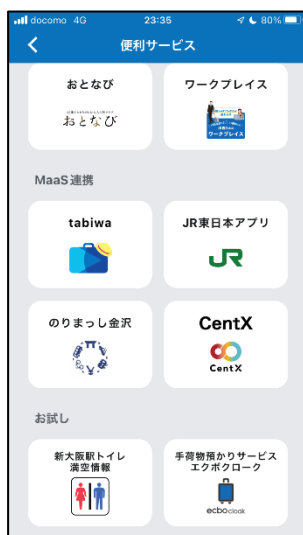 docomo 4G 23:35 80%
便利サービス
おとなび ワークプレイス
おとなび
ワークプレイス
MaaS連携
tabiwa JR東日本アプリ
JR
のりまっし金沢 CentX
CentX
お試し
新大阪駅トイレ
満空情報
手荷物預かりサービス
エクボクローク
ecbo cloak